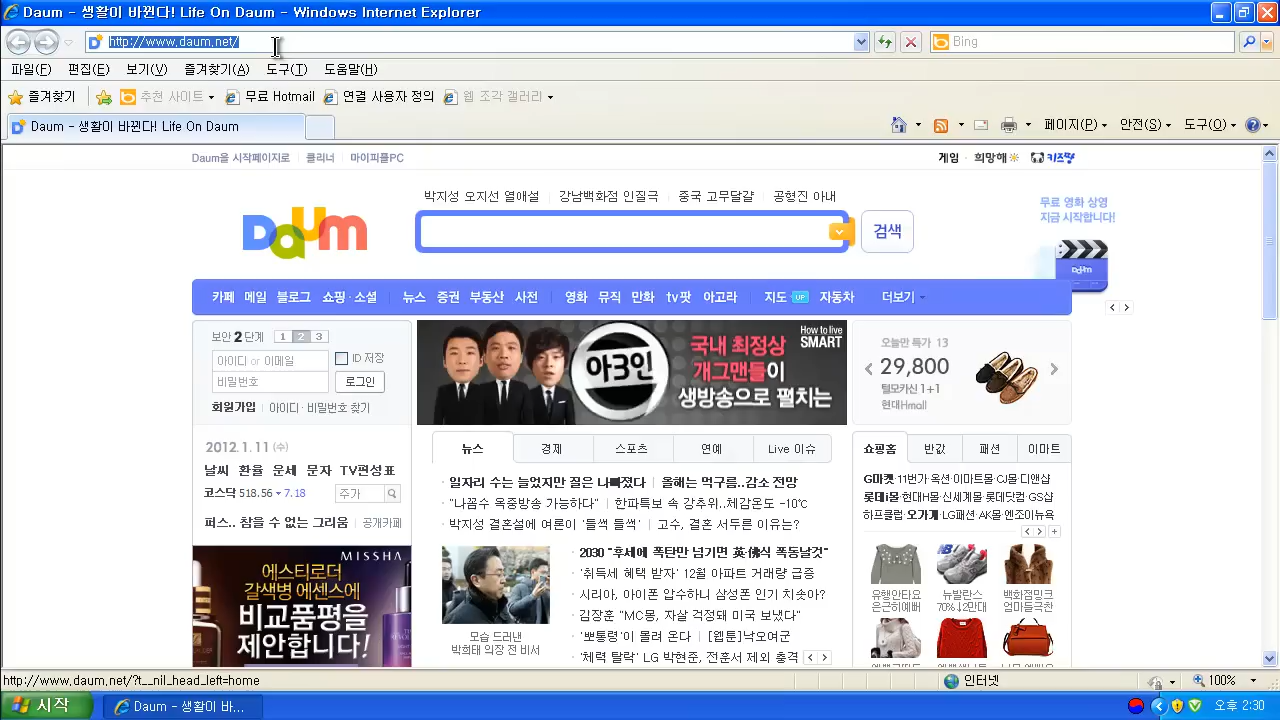 Daum - 생활이 바뀐다! Life On Daum - Windows Internet Explorer
http://www.daum.net/
Bing
파일(F) 편집(E) 보기(V) 즐겨찾기(A) 도구(T) 도움말(H)
즐겨찾기 추천 사이트 무료 Hotmail 연결 사용자 정의 웹 조각 갤러리
Daum - 생활이 바뀐다! Life On Daum
페이지(P) 안전(S) 도구(O)
Daum을 시작페이지로 클리너 마이피플PC
게임 · 희망해 키즈짱
박지성 오지선 열애설 강남백화점 인질극 중국 고무달걀 공형진 아내
무료 영화 상영
지금 시작합니다!
Daum
검색
Daum
카페 메일 블로그 쇼핑·소셜 뉴스 증권 부동산 사전 영화 뮤직 만화 tv팟 아고라 지도 UP 자동차 더보기
보안 2단계 1 2 3
아이디 or 이메일 ID 저장
비밀번호 로그인
회원가입 아이디·비밀번호 찾기
How to live
SMART
아3인
국내 최정상
개그맨들이
생방송으로 펼치는
오늘만 특가 13
29,800
털모카신 1+1
현대Hmall
2012.1.11 (수)
날씨 환율 운세 문자 TV편성표
코스닥 518.56 7.18 주가
퍼스.. 참을 수 없는 그리움 공개카페
뉴스 경제 스포츠 연예 Live 이슈
· 일자리 수는 늘었지만 질은 나빠졌다 | 올해는 먹구름..감소 전망
· "나꼼수 옥중방송 가능하다" | 한파특보 속 강추위..체감온도 -10℃
· 박지성 결혼설에 여론이 '들썩 들썩' | 고수, 결혼 서두른 이유는?
모습 드러낸
박희태 의장 전 비서
· 2030 "후세에 폭탄만 넘기면 英·佛식 폭동날것"
· '취득세 혜택 받자' 12월 아파트 거래량 급증
· 시리아, 아이폰 압수하니 삼성폰 인기 치솟아?
· 김장훈 "MC몽, 자살 걱정돼 미국 보냈다"
· '뽀통령'이 몰려 온다 | [웹툰]낙오여군
· '체력 탈락' LG 박현준, 전훈서 제외 충격
쇼핑홈 반값 패션 이마트
G마켓·11번가·옥션·이마트몰·CJ몰·디앤샵
롯데i몰·현대H몰·신세계몰·롯데닷컴·GS샵
하프클럽·오가게·LG패션·AK몰·엔조이뉴욕
유행안타요
은근히예뻐
뉴발란스
70%↓2만대
백화점밍크
엄마들극찬
MISSHA
에스티로더
갈색병 에센스에
비교품평을
제안합니다!
http://www.daum.net/?t__nil_head_left=home
인터넷
100%
시작
Daum - 생활이 바...
오후 2:30